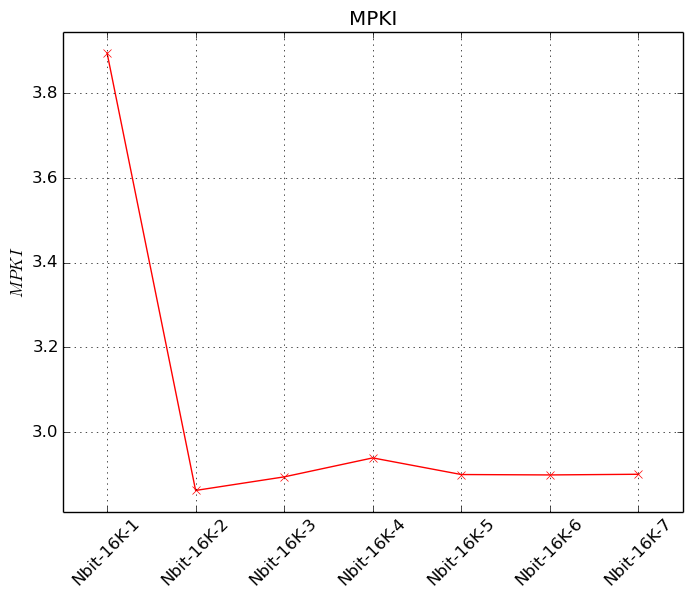 MPKI
3.8
3.6
3.4
3.2
3.0
MPKI
Nbit-16K-1
Nbit-16K-2
Nbit-16K-3
Nbit-16K-4
Nbit-16K-5
Nbit-16K-6
Nbit-16K-7